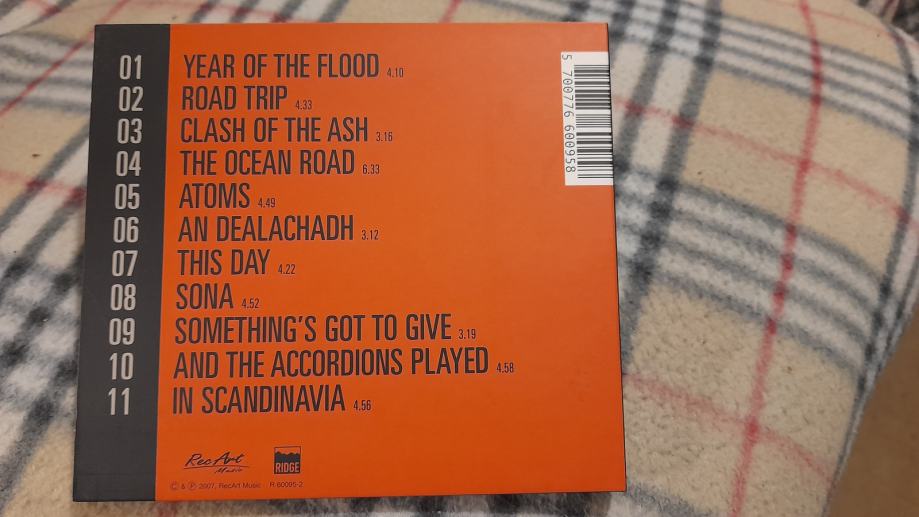 01 YEAR OF THE FLOOD 4.10
02 ROAD TRIP 4.33
03 CLASH OF THE ASH 3.16
04 THE OCEAN ROAD 6.33
05 ATOMS 4.49
06 AN DEALACHADH 3.12
07 THIS DAY 4.22
08 SONA 4.52
09 SOMETHING'S GOT TO GIVE 3.19
10 AND THE ACCORDIONS PLAYED 4.58
11 IN SCANDINAVIA 4.56
5 700776 600958
RecArt Music
RIDGE
© & ℗ 2007, RecArt Music R 60095-2